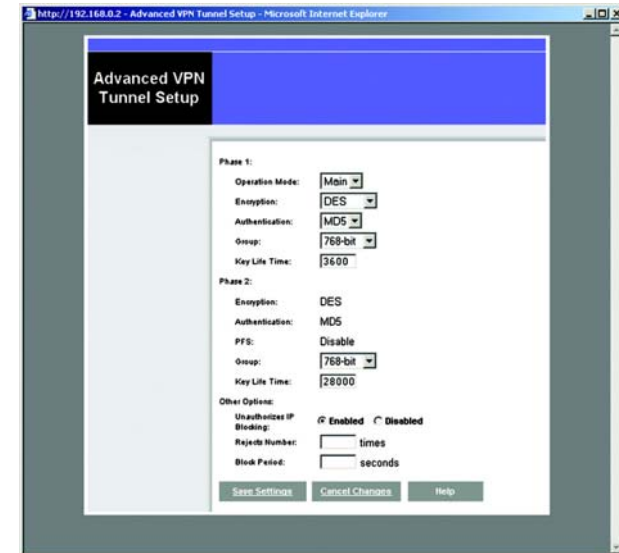 http://192.168.0.2 - Advanced VPN Tunnel Setup - Microsoft Internet Explorer
Advanced VPN
Tunnel Setup
Phase 1:
Operation Mode: Main
Encryption: DES
Authentication: MD5
Group: 768-bit
Key Life Time: 3600
Phase 2:
Encryption: DES
Authentication: MD5
PFS: Disable
Group: 768-bit
Key Life Time: 28000
Other Options:
Unauthorizes IP
Blocking: Enabled Disabled
Rejects Number: times
Block Period: seconds
Save Settings Cancel Changes Help